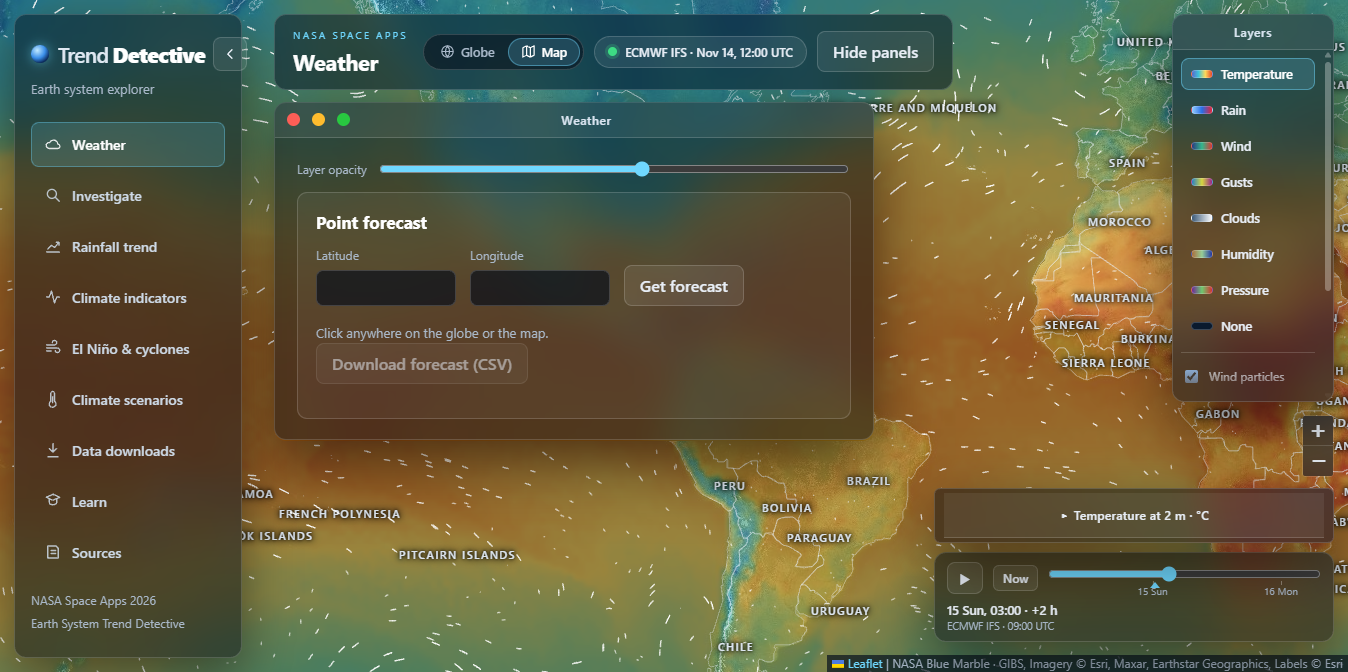 Trend Detective
Earth system explorer
Weather
Investigate
Rainfall trend
Climate indicators
El Niño & cyclones
Climate scenarios
Data downloads
Learn
Sources
NASA Space Apps 2026
Earth System Trend Detective
NASA SPACE APPS
Weather
Globe
Map
ECMWF IFS · Nov 14, 12:00 UTC
Hide panels
Weather
Layer opacity
Point forecast
Latitude
Longitude
Get forecast
Click anywhere on the globe or the map.
Download forecast (CSV)
Layers
Temperature
Rain
Wind
Gusts
Clouds
Humidity
Pressure
None
Wind particles
+
−
UNITED
RRE AND MIQUELON
SPAIN
MOROCCO
MAURITANIA
SENEGAL
SIERRA LEONE
GABON
PERU
BRAZIL
BOLIVIA
PARAGUAY
URUGUAY
CHILE
FRENCH POLYNESIA
OK ISLANDS
PITCAIRN ISLANDS
Temperature at 2 m · °C
Now
15 Sun
16 Mon
15 Sun, 03:00 · +2 h
ECMWF IFS · 09:00 UTC
Leaflet | NASA Blue Marble · GIBS, Imagery © Esri, Maxar, Earthstar Geographics, Labels © Esri